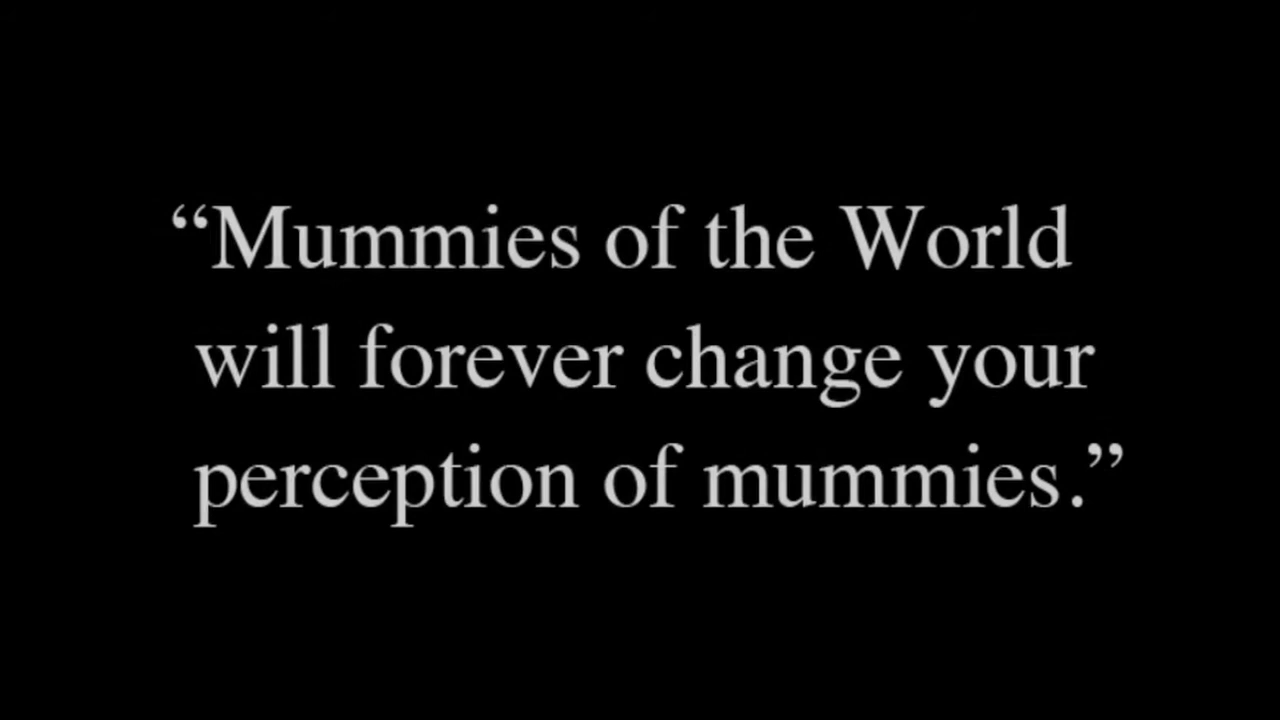 “Mummies of the World
will forever change your
perception of mummies.”